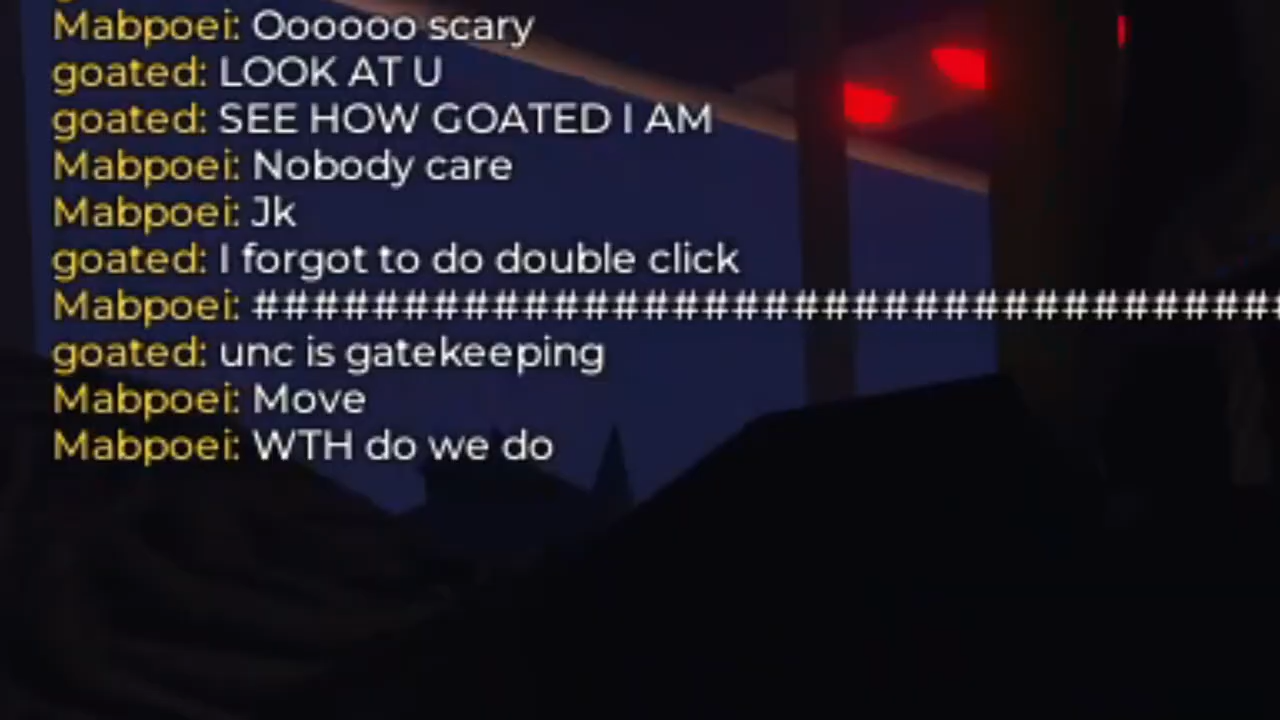 Mabpoei: Oooooo scary
goated: LOOK AT U
goated: SEE HOW GOATED I AM
Mabpoei: Nobody care
Mabpoei: Jk
goated: I forgot to do double click
Mabpoei: ##################################
goated: unc is gatekeeping
Mabpoei: Move
Mabpoei: WTH do we do